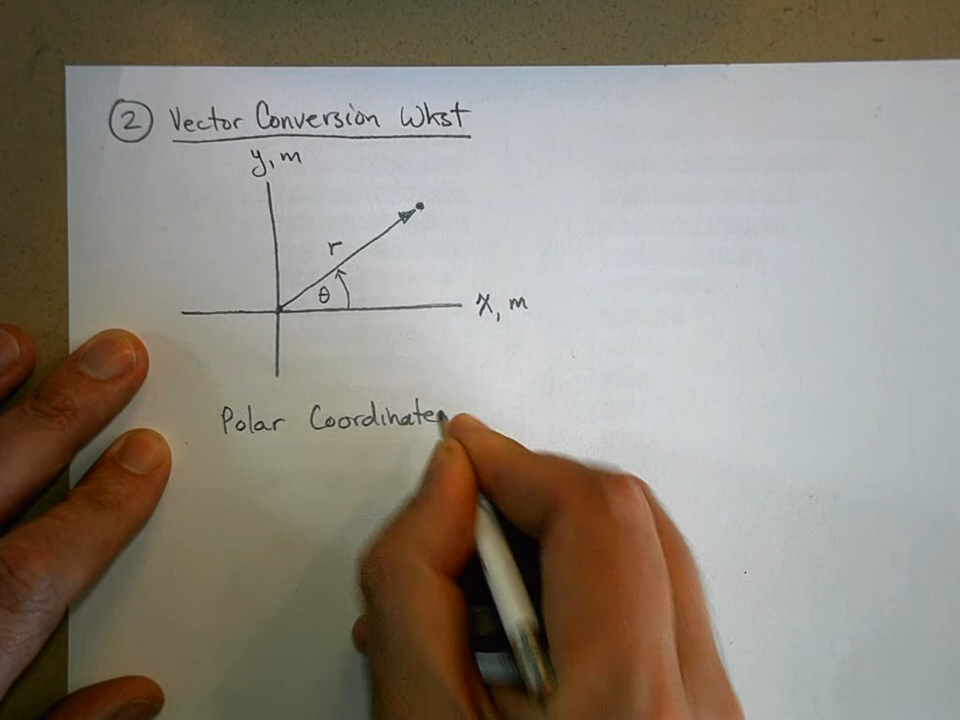 ② Vector Conversion Wkst
y, m
r
θ
x, m
Polar Coordinate